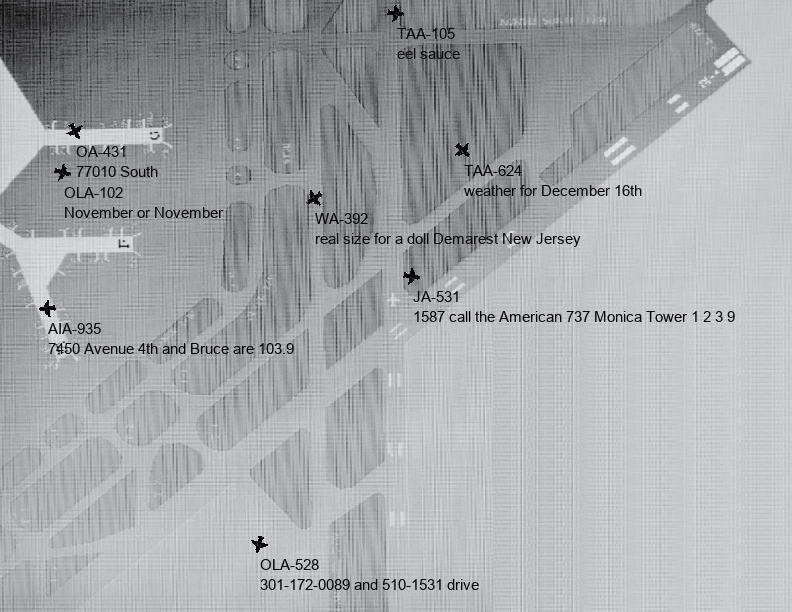 TAA-105
eel sauce
OA-431
77010 South
OLA-102
November or November
TAA-624
weather for December 16th
WA-392
real size for a doll Demarest New Jersey
JA-531
1587 call the American 737 Monica Tower 1 2 3 9
AIA-935
7450 Avenue 4th and Bruce are 103.9
OLA-528
301-172-0089 and 510-1531 drive